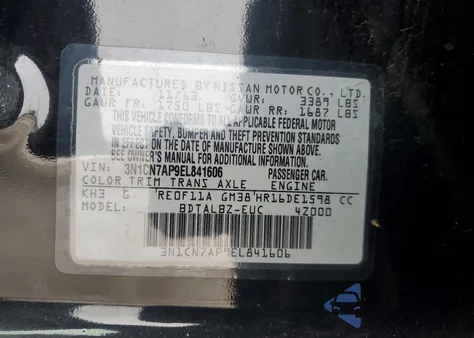 MANUFACTURED BY NISSAN MOTOR CO., LTD.
DATE: 11/13 GVWR: 3389 LBS
GAWR FR: 1750 LBS GAWR RR: 1687 LBS
THIS VEHICLE CONFORMS TO ALL APPLICABLE FEDERAL MOTOR
VEHICLE SAFETY, BUMPER AND THEFT PREVENTION STANDARDS
IN EFFECT ON THE DATE OF MANUFACTURE SHOWN ABOVE.
SEE OWNER'S MANUAL FOR ADDITIONAL INFORMATION.
VIN: 3N1CN7AP9EL841606 PASSENGER CAR.
COLOR TRIM TRANS AXLE ENGINE
KH3 G RE0F11A GM38 HR16DE1598 CC
MODEL: BDTALBZ-EUC 4Z000
3N1CN7AP9EL841606